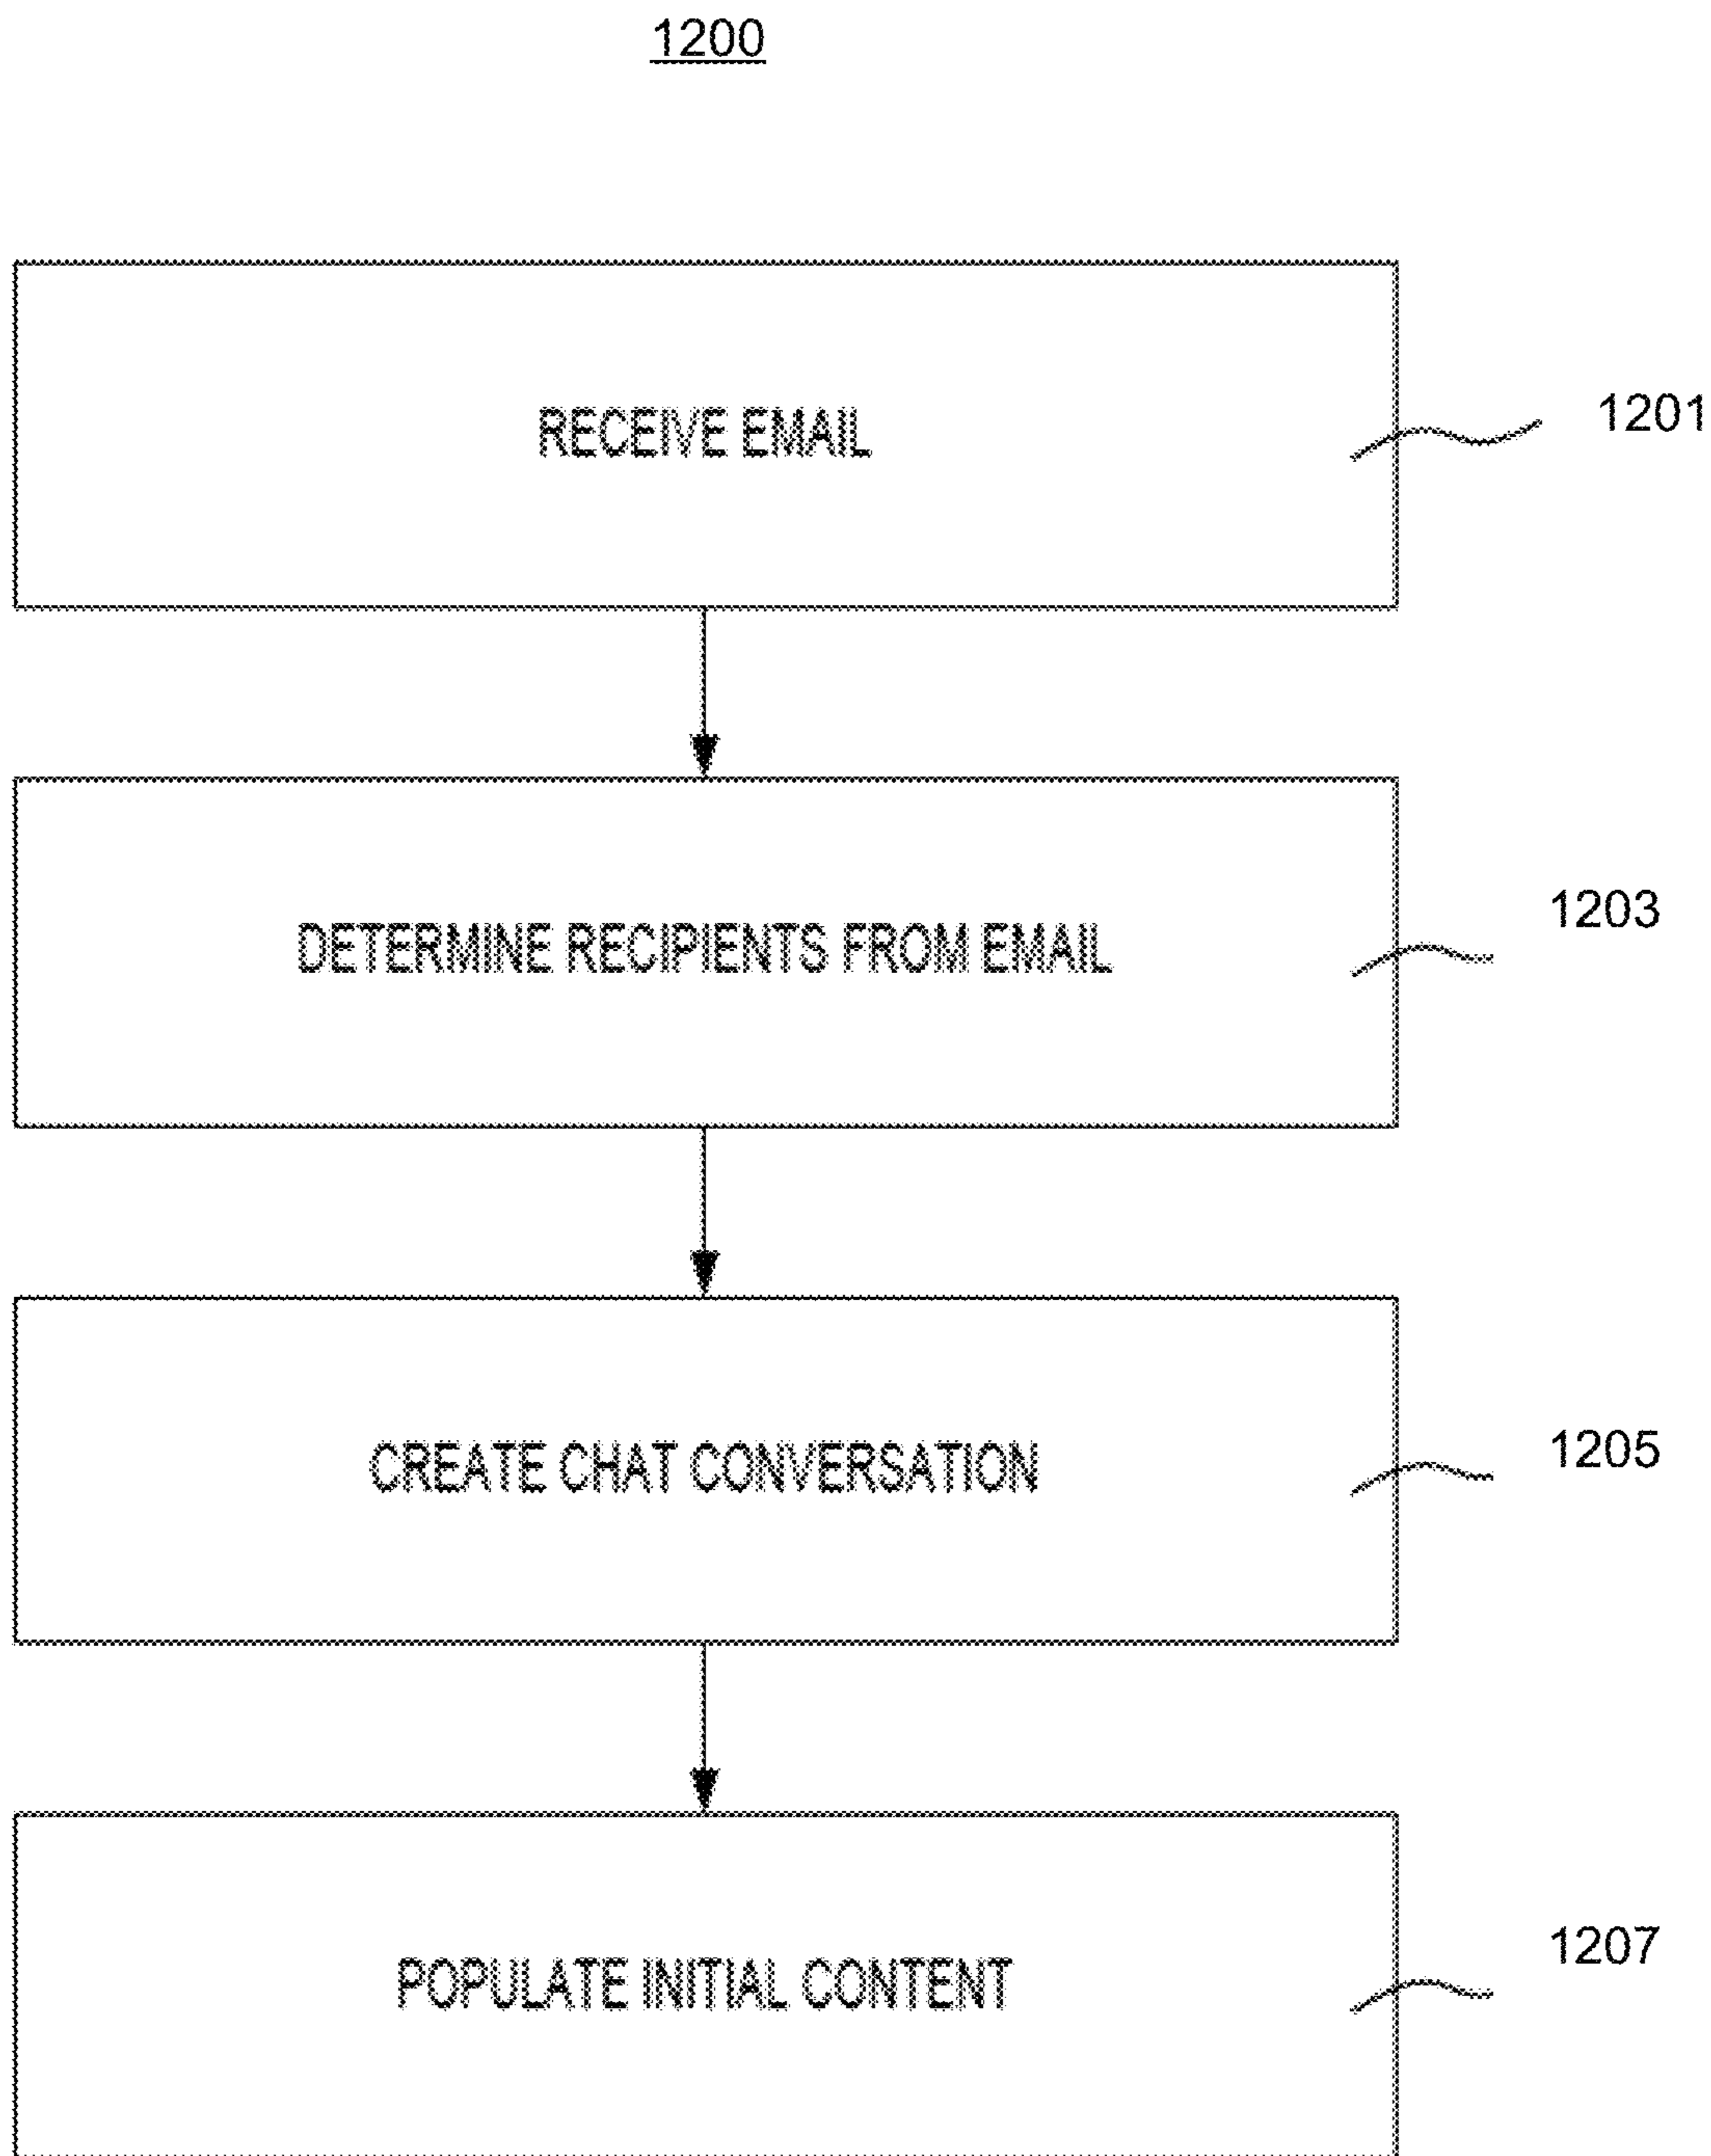 1200
RECEIVE EMAIL
1201
DETERMINE RECIPIENTS FROM EMAIL
1203
CREATE CHAT CONVERSATION
1205
POPULATE INITIAL CONTENT
1207